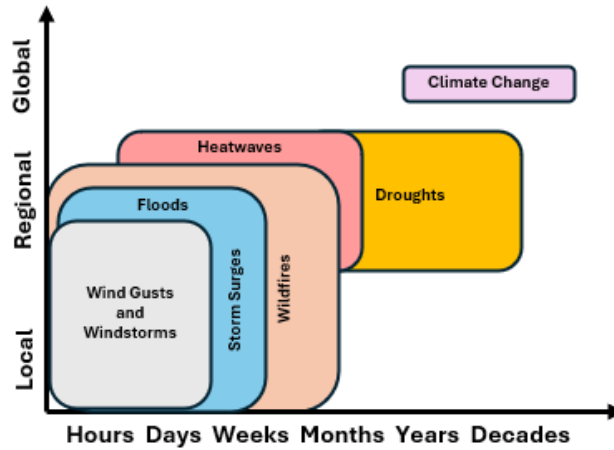 Global
Climate Change
Regional
Heatwaves
Droughts
Floods
Storm Surges
Wildfires
Wind Gusts
and
Windstorms
Local
Hours Days Weeks Months Years Decades